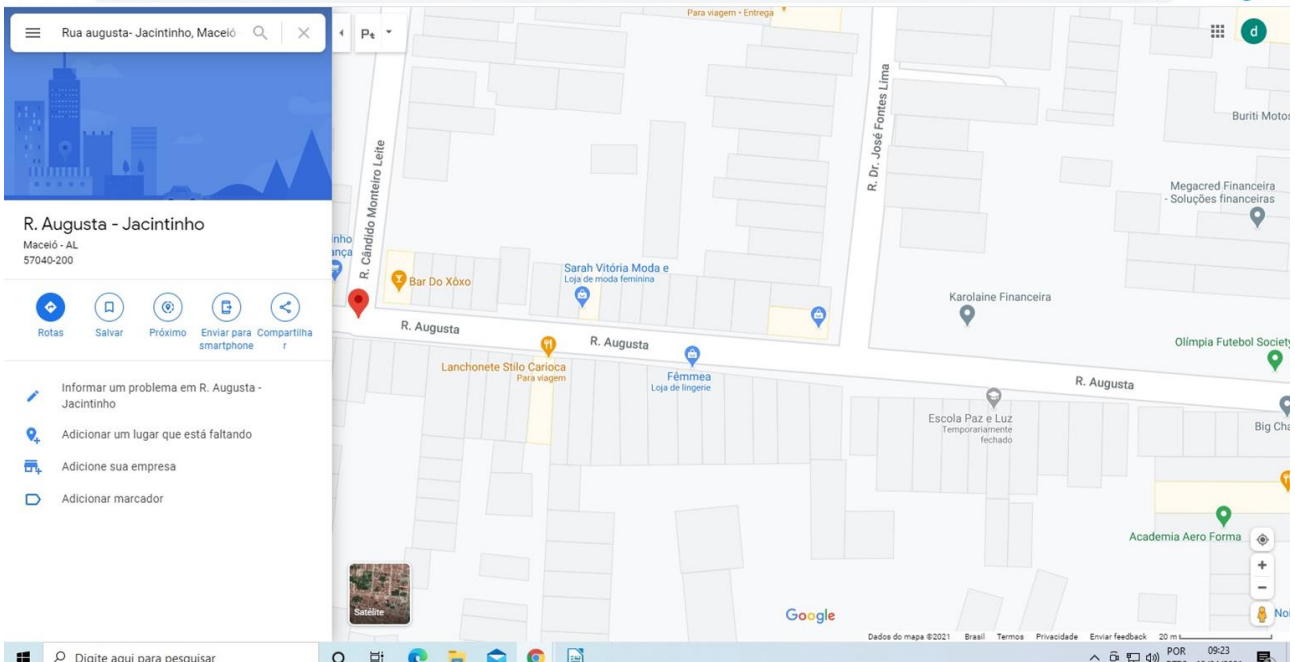 Rua augusta- Jacintinho, Maceió
R. Augusta - Jacintinho
Maceió - AL
57040-200
Rotas
Salvar
Próximo
Enviar para
smartphone
Compartilha
r
Informar um problema em R. Augusta -
Jacintinho
Adicionar um lugar que está faltando
Adicione sua empresa
Adicionar marcador
Para viagem • Entrega
d
R. Cândido Monteiro Leite
R. Dr. José Fontes Lima
Buriti Motos
Megacred Financeira
- Soluções financeiras
Bar Do Xôxo
Sarah Vitória Moda e
Loja de moda feminina
Karolaine Financeira
R. Augusta
R. Augusta
Olímpia Futebol Society
Lanchonete Stilo Carioca
Para viagem
Fêmmea
Loja de lingerie
R. Augusta
Escola Paz e Luz
Temporariamente
fechado
Big Cha
Academia Aero Forma
Satélite
Google
Dados do mapa ©2021 Brasil Termos Privacidade Enviar feedback 20 m
Digite aqui para pesquisar
POR
09:23